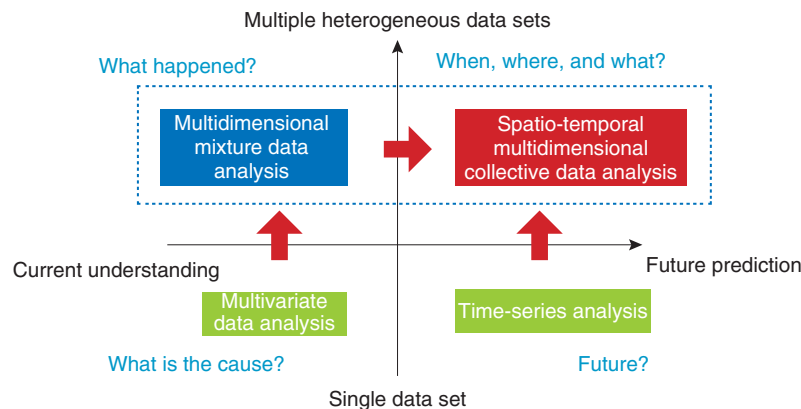 Multiple heterogeneous data sets
What happened?
When, where, and what?
Multidimensional
mixture data
analysis
Spatio-temporal
multidimensional
collective data analysis
Current understanding
Future prediction
Multivariate
data analysis
Time-series analysis
What is the cause?
Future?
Single data set